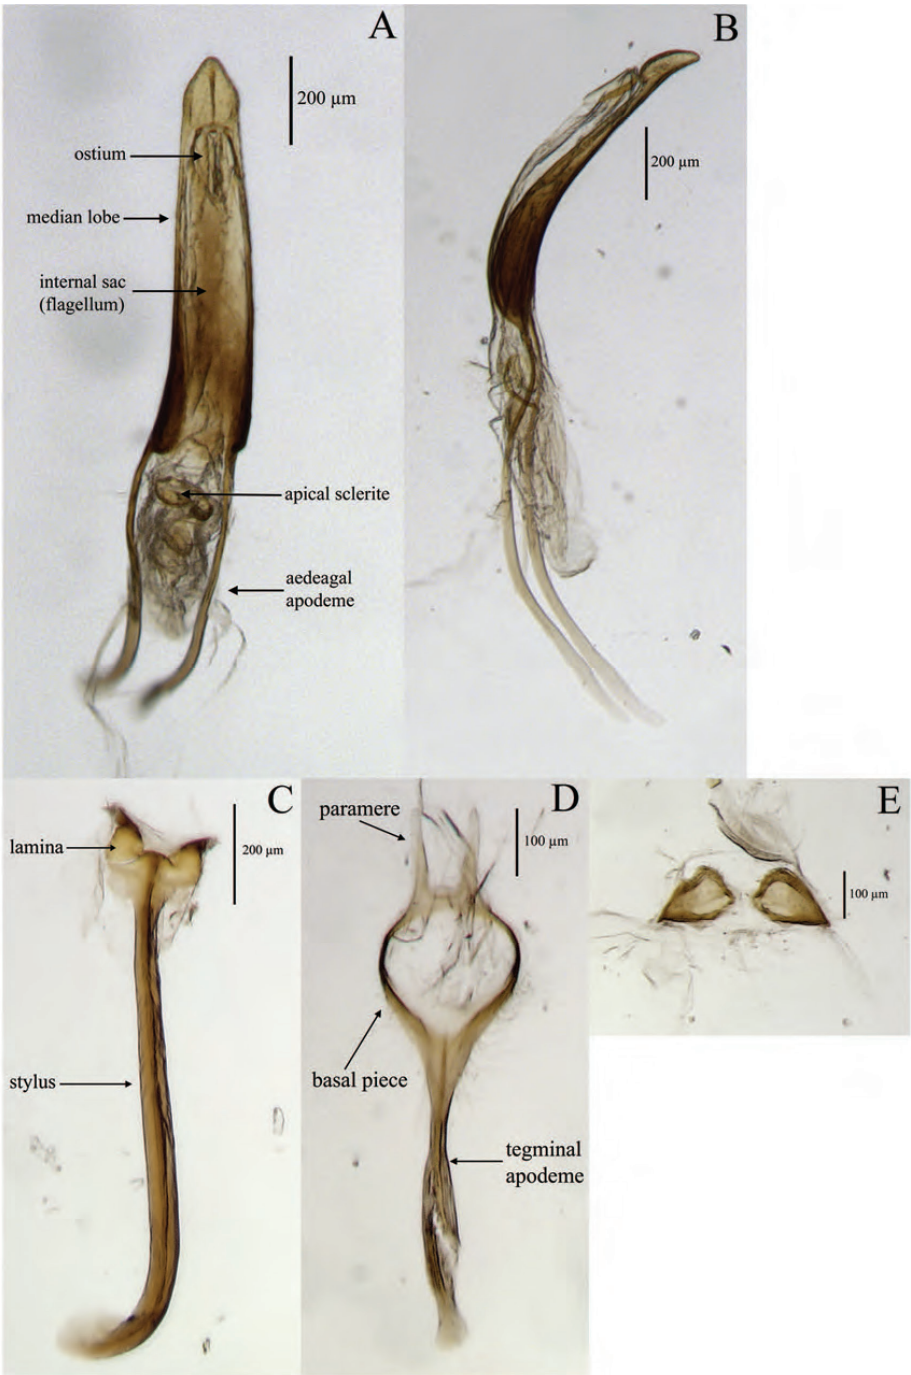 A
200 µm
ostium
median lobe
internal sac
(flagellum)
apical sclerite
aedeagal
apodeme
B
200 µm
C
lamina
200 µm
stylus
D
paramere
100 µm
basal piece
tegminal
apodeme
E
100 µm